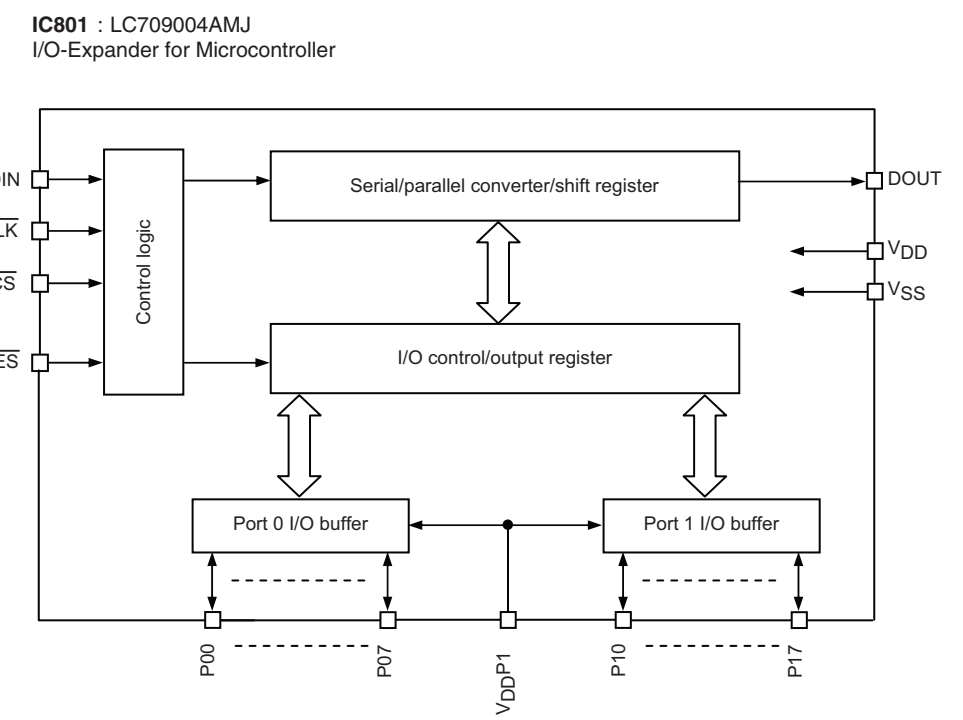 IC801 : LC709004AMJ
I/O-Expander for Microcontroller
Serial/parallel converter/shift register
DOUT
Control logic
VDD
VSS
I/O control/output register
Port 0 I/O buffer
Port 1 I/O buffer
P00
P07
VDDP1
P10
P17